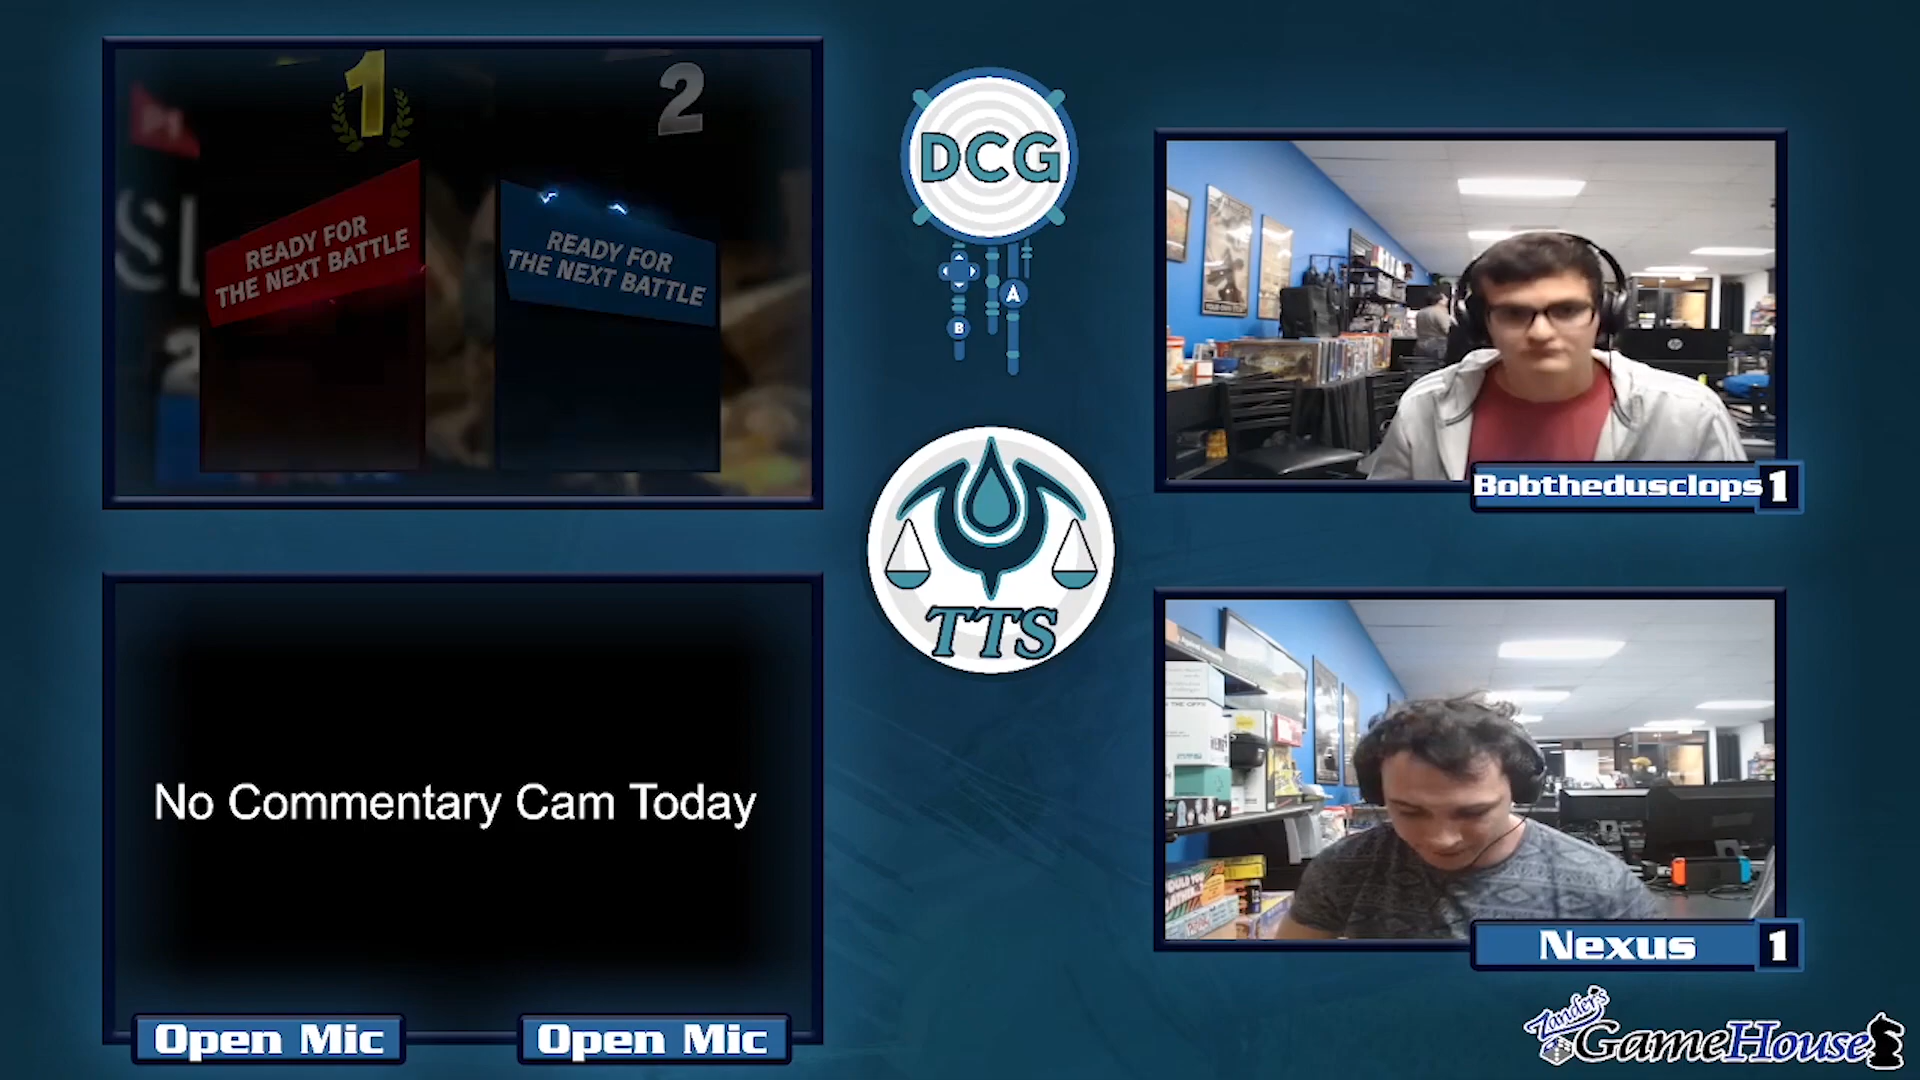 1
2
READY FOR
THE NEXT BATTLE
READY FOR
THE NEXT BATTLE
DCG
A
B
Bobthedusclops 1
TTS
No Commentary Cam Today
Nexus 1
Open Mic
Open Mic
Zander's
GameHouse